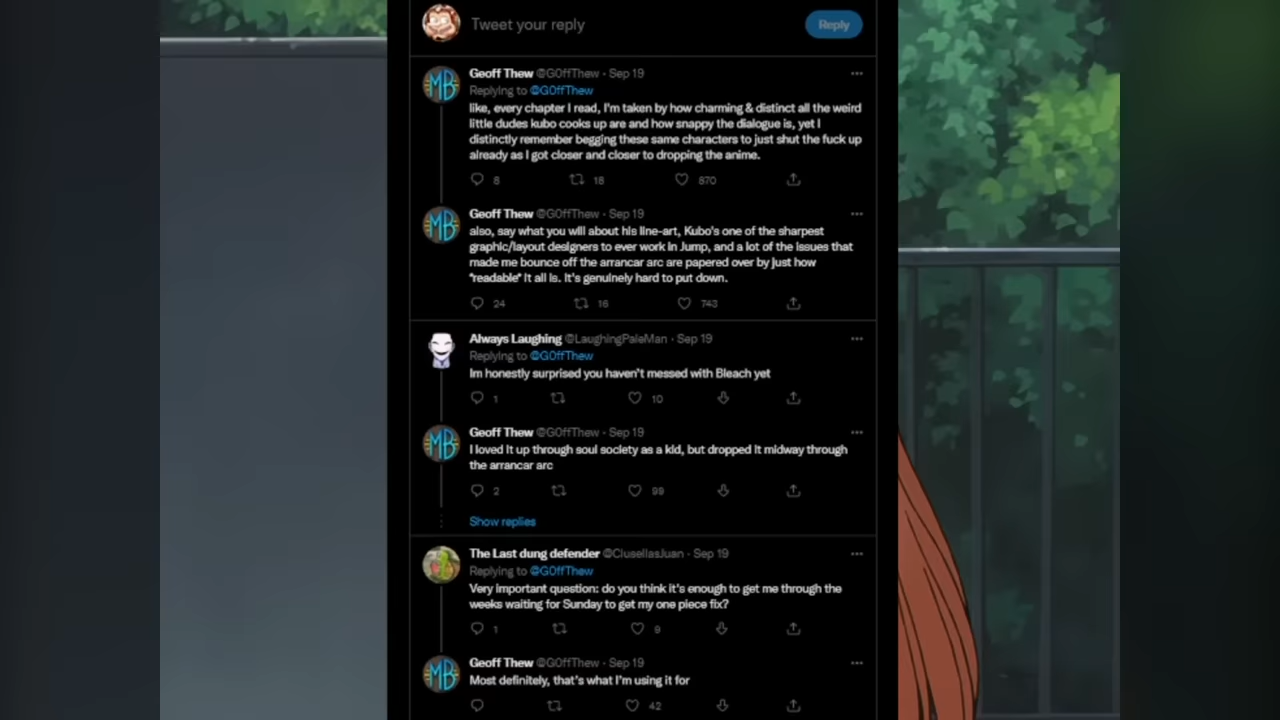 Tweet your reply
Reply
Geoff Thew @G0ffThew · Sep 19
Replying to @G0ffThew
like, every chapter I read, I'm taken by how charming & distinct all the weird
little dudes kubo cooks up are and how snappy the dialogue is, yet I
distinctly remember begging these same characters to just shut the fuck up
already as I got closer and closer to dropping the anime.
8 18 870
Geoff Thew @G0ffThew · Sep 19
also, say what you will about his line-art, Kubo's one of the sharpest
graphic/layout designers to ever work in Jump, and a lot of the issues that
made me bounce off the arrancar arc are papered over by just how
*readable* it all is. It's genuinely hard to put down.
24 16 743
Always Laughing @LaughingPaleMan · Sep 19
Replying to @G0ffThew
Im honestly surprised you haven't messed with Bleach yet
1 10
Geoff Thew @G0ffThew · Sep 19
I loved it up through soul society as a kid, but dropped it midway through
the arrancar arc
2 99
Show replies
The Last dung defender @ClusellasJuan · Sep 19
Replying to @G0ffThew
Very important question: do you think it's enough to get me through the
weeks waiting for Sunday to get my one piece fix?
1 9
Geoff Thew @G0ffThew · Sep 19
Most definitely, that's what I'm using it for
42
MB
MB
MB
MB